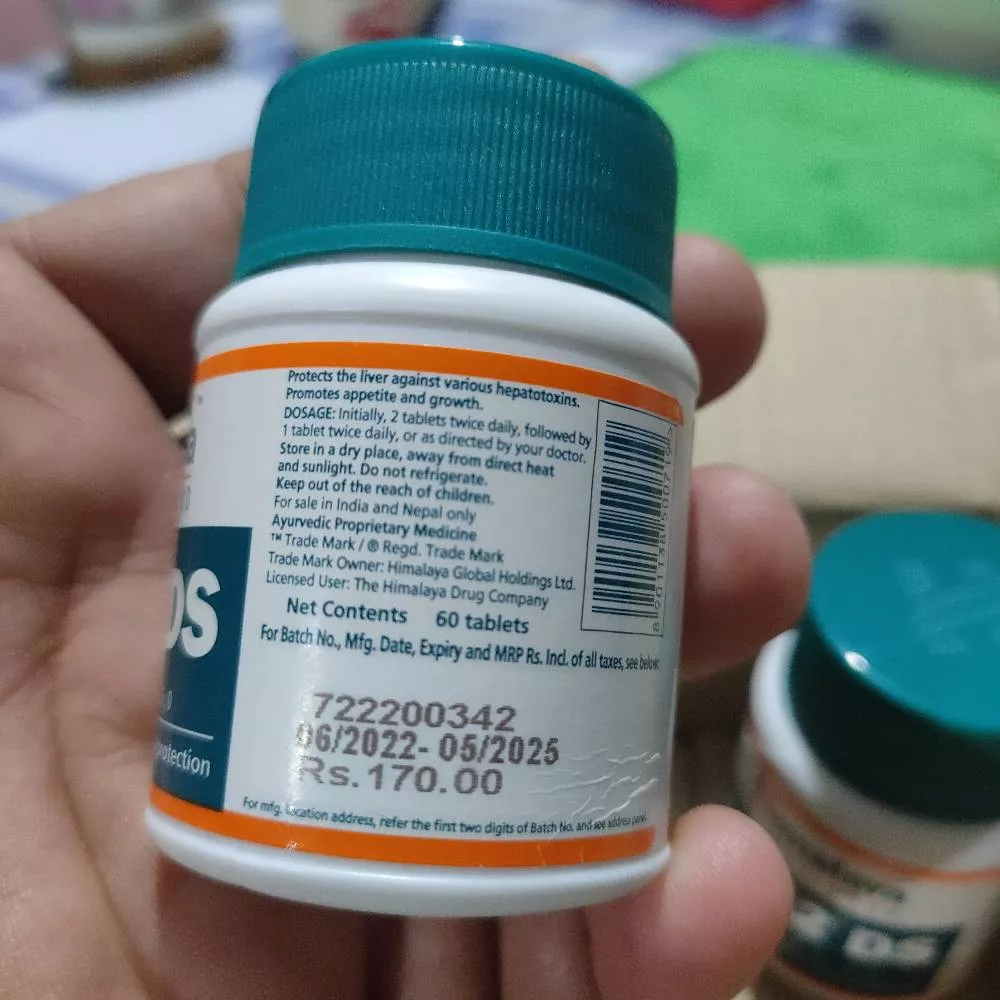 Protects the liver against various hepatotoxins.
Promotes appetite and growth.
DOSAGE: Initially, 2 tablets twice daily, followed by
1 tablet twice daily, or as directed by your doctor.
Store in a dry place, away from direct heat
and sunlight. Do not refrigerate.
Keep out of the reach of children.
For sale in India and Nepal only
Ayurvedic Proprietary Medicine
™ Trade Mark / ® Regd. Trade Mark
Trade Mark Owner: Himalaya Global Holdings Ltd.
Licensed User: The Himalaya Drug Company
Net Contents 60 tablets
For Batch No., Mfg. Date, Expiry and MRP Rs. Incl. of all taxes, see below:
722200342
06/2022- 05/2025
Rs.170.00
For mfg. location address, refer the first two digits of Batch No. and see address panel.
DS
DS